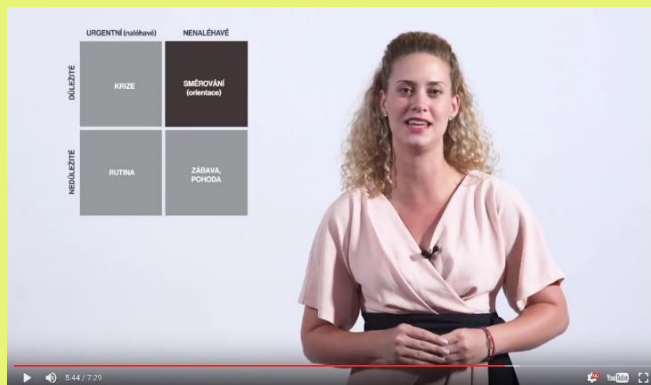 URGENTNÍ (naléhavé) NENALÉHAVÉ
DŮLEŽITÉ
KRIZE
SMĚROVÁNÍ
(orientace)
NEDŮLEŽITÉ
RUTINA
ZÁBAVA,
POHODA
5:44 / 7:29
YouTube